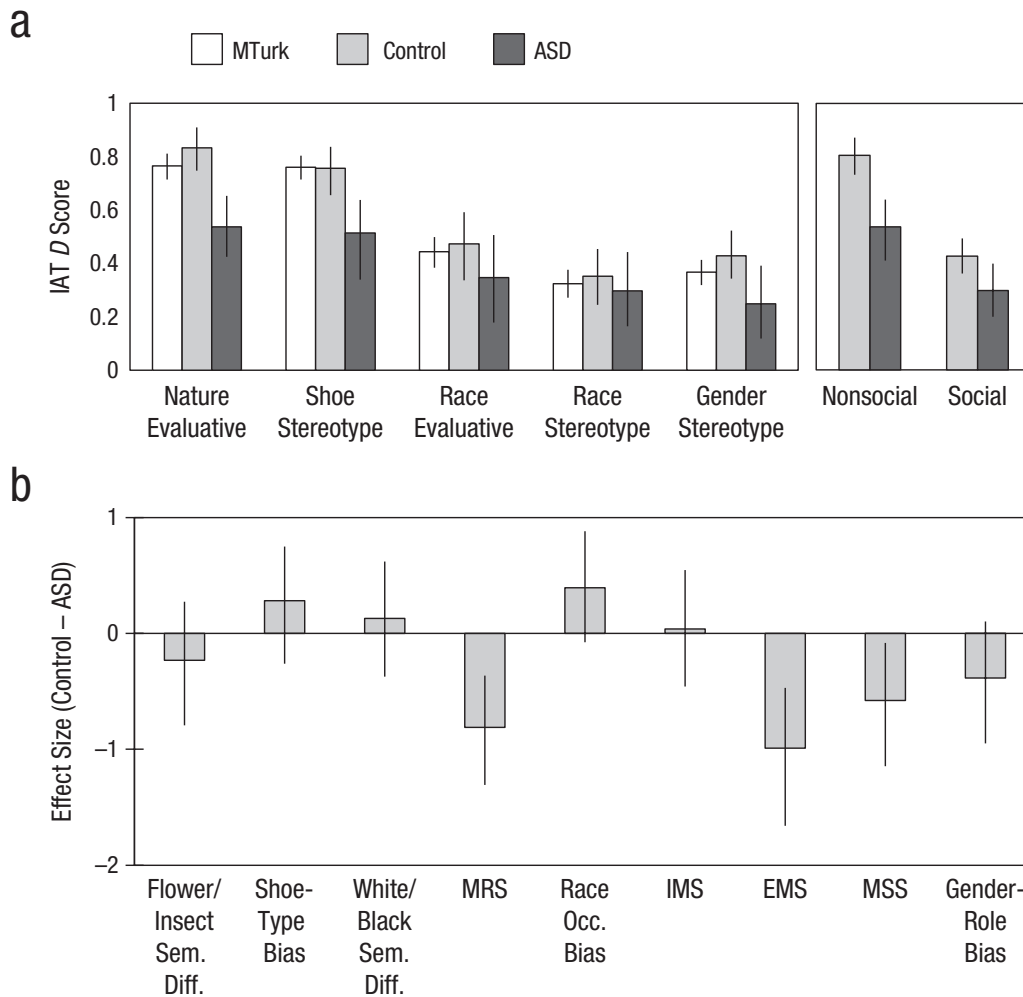 a
MTurk Control ASD
IAT D Score
1
0.8
0.6
0.4
0.2
0
Nature Evaluative
Shoe Stereotype
Race Evaluative
Race Stereotype
Gender Stereotype
Nonsocial
Social
b
Effect Size (Control – ASD)
1
0
–1
–2
Flower/
Insect
Sem.
Diff.
Shoe-
Type
Bias
White/
Black
Sem.
Diff.
MRS
Race
Occ.
Bias
IMS
EMS
MSS
Gender-
Role
Bias